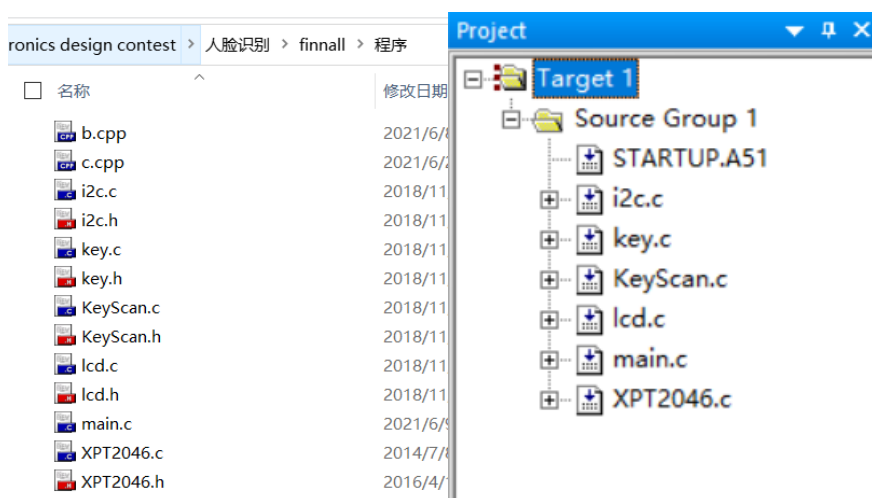 ronics design contest > 人脸识别 > finnall > 程序
名称 修改日期
b.cpp 2021/6/8
c.cpp 2021/6/2
i2c.c 2018/11
i2c.h 2018/11
key.c 2018/11
key.h 2018/11
KeyScan.c 2018/11
KeyScan.h 2018/11
lcd.c 2018/11
lcd.h 2018/11
main.c 2021/6/9
XPT2046.c 2014/7/8
XPT2046.h 2016/4/
Project
Target 1
Source Group 1
STARTUP.A51
i2c.c
key.c
KeyScan.c
lcd.c
main.c
XPT2046.c